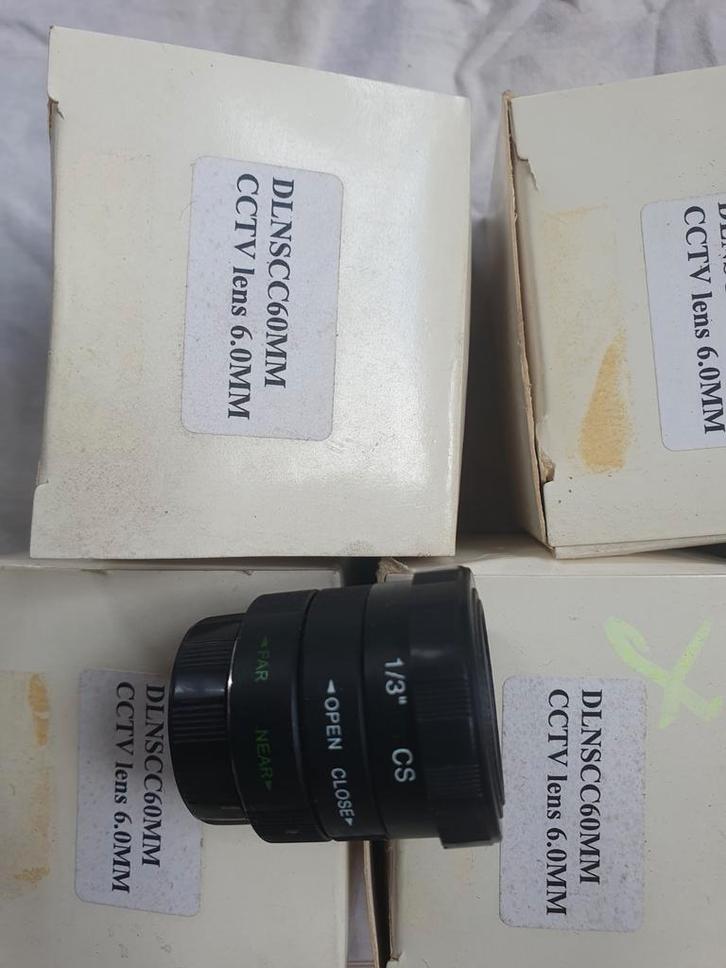 DLNSCC60MM
CCTV lens 6.0MM
CCTV lens 6.0MM
DLNSCC60MM
CCTV lens 6.0MM
◄FAR NEAR►
◄OPEN CLOSE►
1/3" CS
DLNSCC60MM
CCTV lens 6.0MM